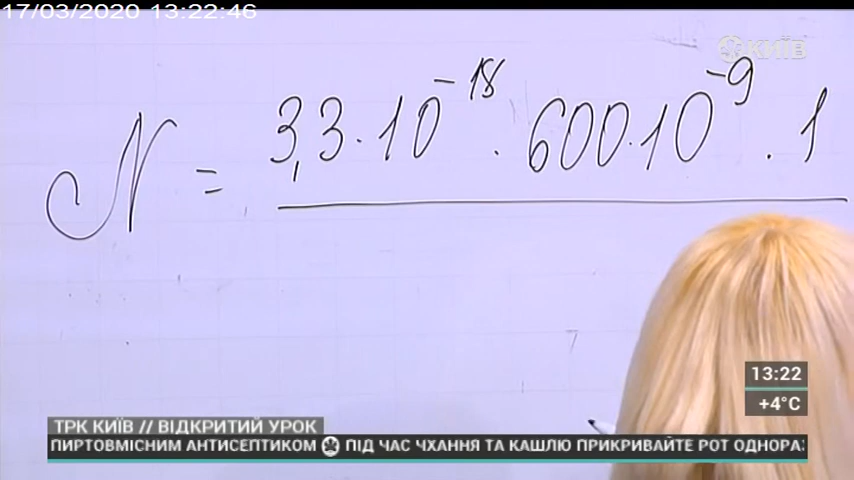 17/03/2020 13:22:46
КИЇВ
N = 3,3 · 10⁻¹⁸ · 600 · 10⁻⁹ · 1
13:22
+4°C
ТРК КИЇВ // ВІДКРИТИЙ УРОК
ПИРТОВМІСНИМ АНТИСЕПТИКОМ ПІД ЧАС ЧХАННЯ ТА КАШЛЮ ПРИКРИВАЙТЕ РОТ ОДНОРАЗ